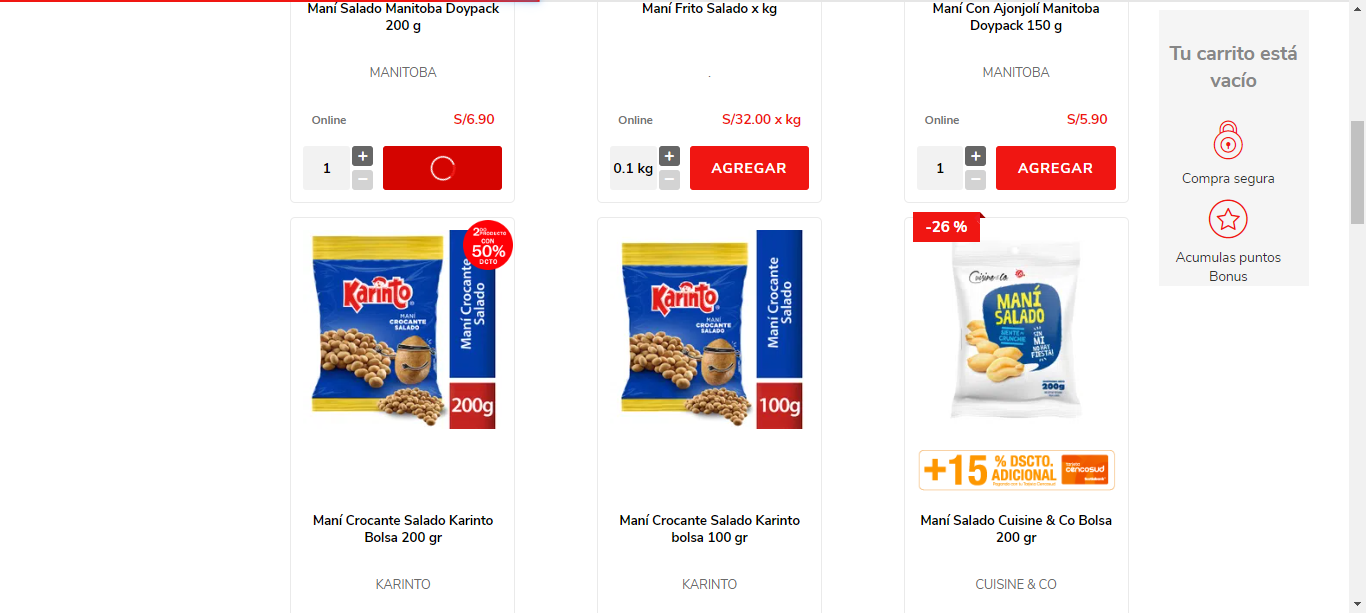 Maní Salado Manitoba Doypack
200 g
MANITOBA
Online S/6.90
1 + −
Maní Frito Salado x kg
.
Online S/32.00 x kg
0.1 kg + − AGREGAR
Maní Con Ajonjolí Manitoba
Doypack 150 g
MANITOBA
Online S/5.90
1 + − AGREGAR
Tu carrito está
vacío
Compra segura
Acumulas puntos
Bonus
2DO PRODUCTO
CON
50%
DCTO
Karinto
MANÍ
CROCANTE
SALADO
Maní Crocante
Salado
200g
Maní Crocante Salado Karinto
Bolsa 200 gr
KARINTO
Karinto
MANÍ
CROCANTE
SALADO
Maní Crocante
Salado
100g
Maní Crocante Salado Karinto
bolsa 100 gr
KARINTO
-26 %
Cuisine & Co
MANÍ
SALADO
¡SIN
MÍ
NO HAY
FIESTA!
200g
+15 % DSCTO.
ADICIONAL
cencosud
Maní Salado Cuisine & Co Bolsa
200 gr
CUISINE & CO